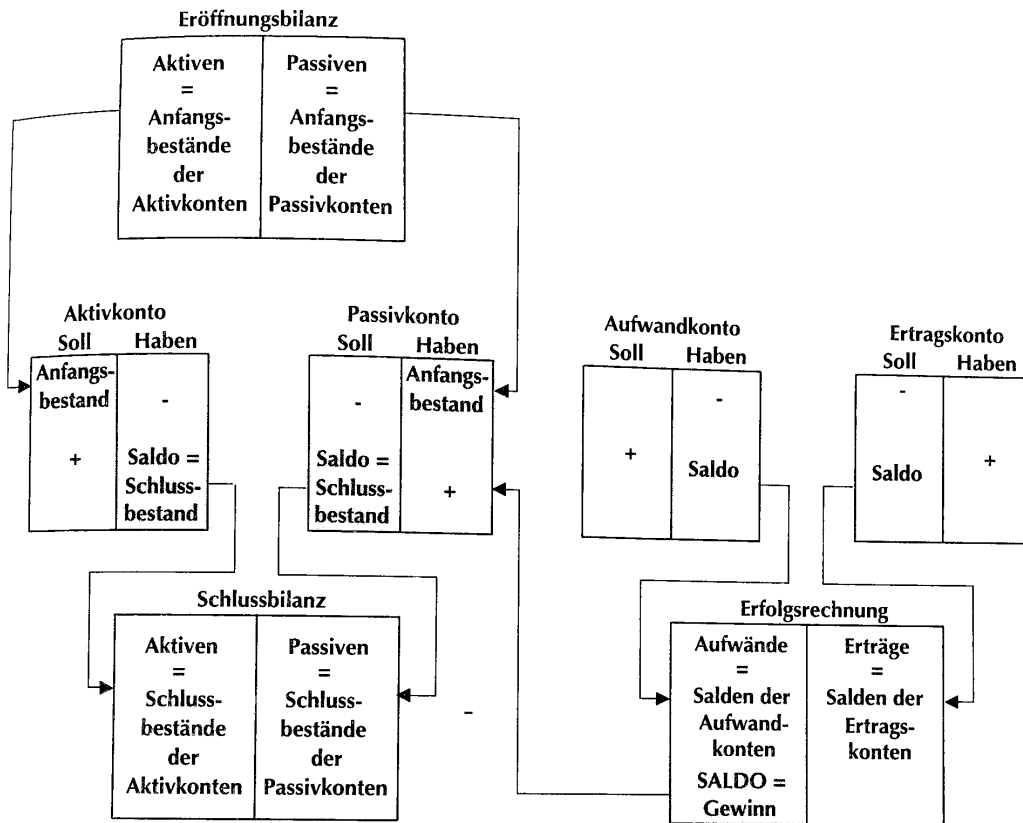 Eröffnungsbilanz
Aktiven
=
Anfangs-
bestände
der
Aktivkonten
Passiven
=
Anfangs-
bestände
der
Passivkonten
Aktivkonto
Soll Haben
Anfangs-
bestand
-
+
Saldo =
Schluss-
bestand
Passivkonto
Soll Haben
-
Anfangs-
bestand
Saldo =
Schluss-
bestand
+
Aufwandkonto
Soll Haben
-
+
Saldo
Ertragskonto
Soll Haben
-
Saldo
+
Schlussbilanz
Aktiven
=
Schluss-
bestände
der
Aktivkonten
Passiven
=
Schluss-
bestände
der
Passivkonten
-
Erfolgsrechnung
Aufwände
=
Salden der
Aufwand-
konten
SALDO =
Gewinn
Erträge
=
Salden der
Ertrags-
konten